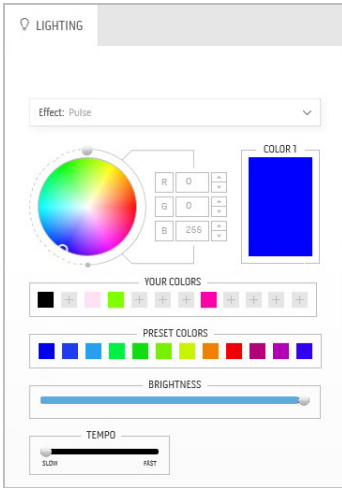 LIGHTING
Effect: Pulse
COLOR 1
R 0
G 0
B 255
YOUR COLORS
PRESET COLORS
BRIGHTNESS
TEMPO
SLOW FAST